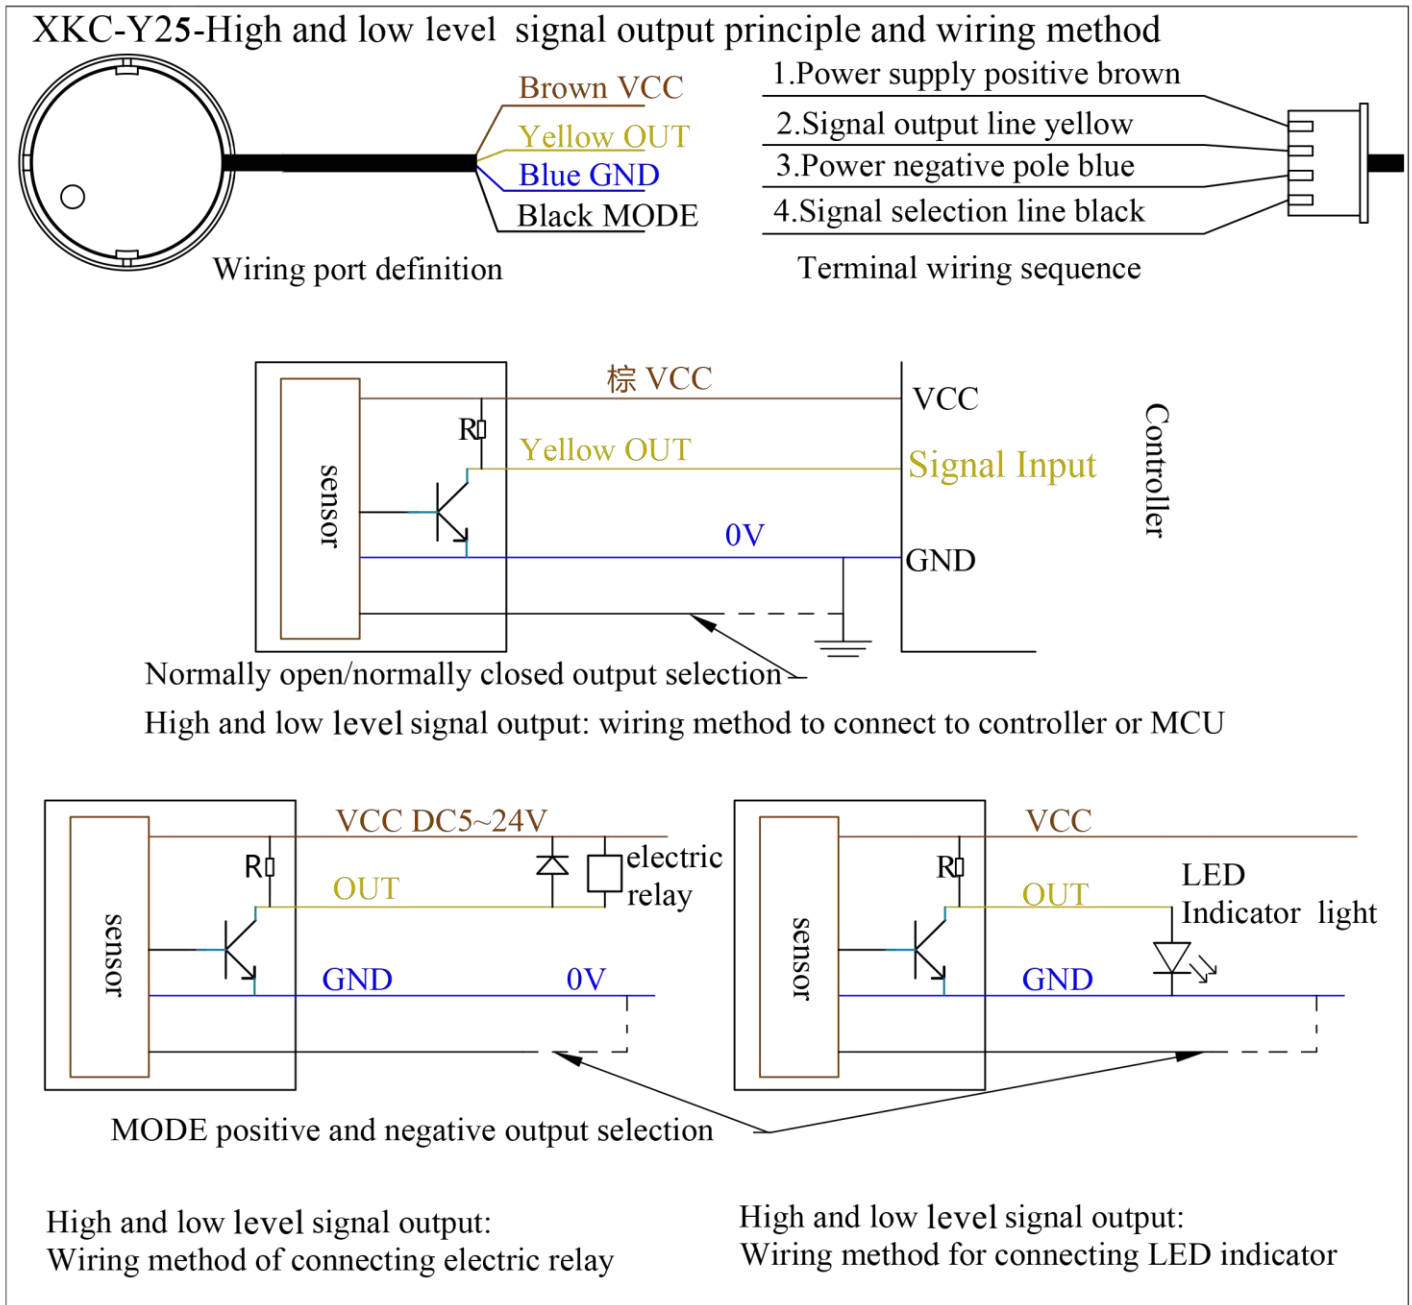 XKC-Y25-High and low level signal output principle and wiring method
Brown VCC
Yellow OUT
Blue GND
Black MODE
Wiring port definition
1.Power supply positive brown
2.Signal output line yellow
3.Power negative pole blue
4.Signal selection line black
Terminal wiring sequence
sensor
R
棕 VCC
Yellow OUT
0V
VCC
Signal Input
GND
Controller
Normally open/normally closed output selection
High and low level signal output: wiring method to connect to controller or MCU
sensor
R
VCC DC5~24V
OUT
GND
0V
electric
relay
sensor
R
VCC
OUT
GND
LED
Indicator light
MODE positive and negative output selection
High and low level signal output:
Wiring method of connecting electric relay
High and low level signal output:
Wiring method for connecting LED indicator